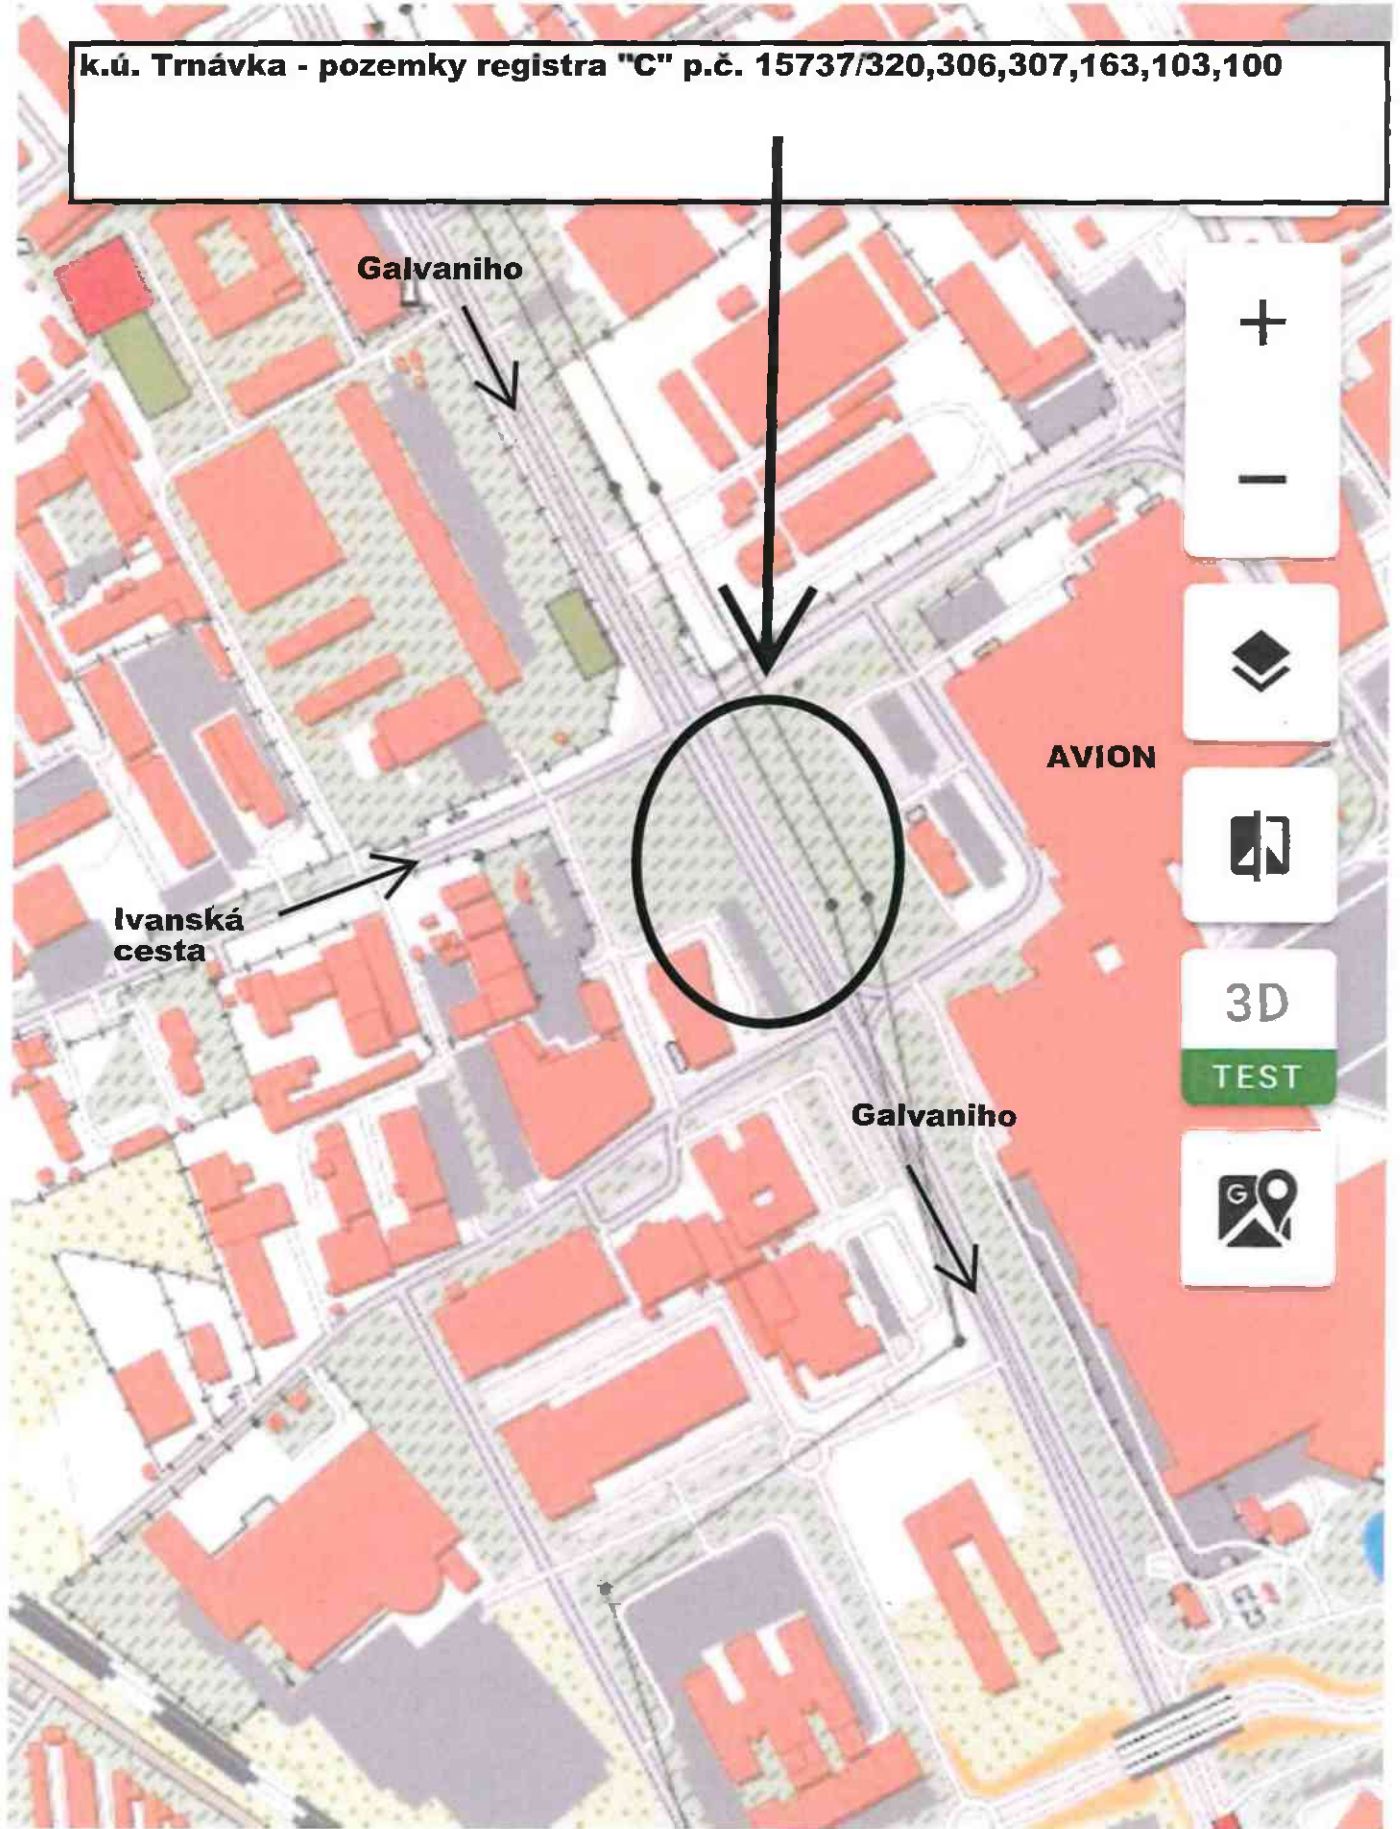 k.ú. Trnávka - pozemky registra "C" p.č. 15737/320,306,307,163,103,100
Galvaniho
+
−
AVION
Ivanská
cesta
3D
TEST
Galvaniho
G